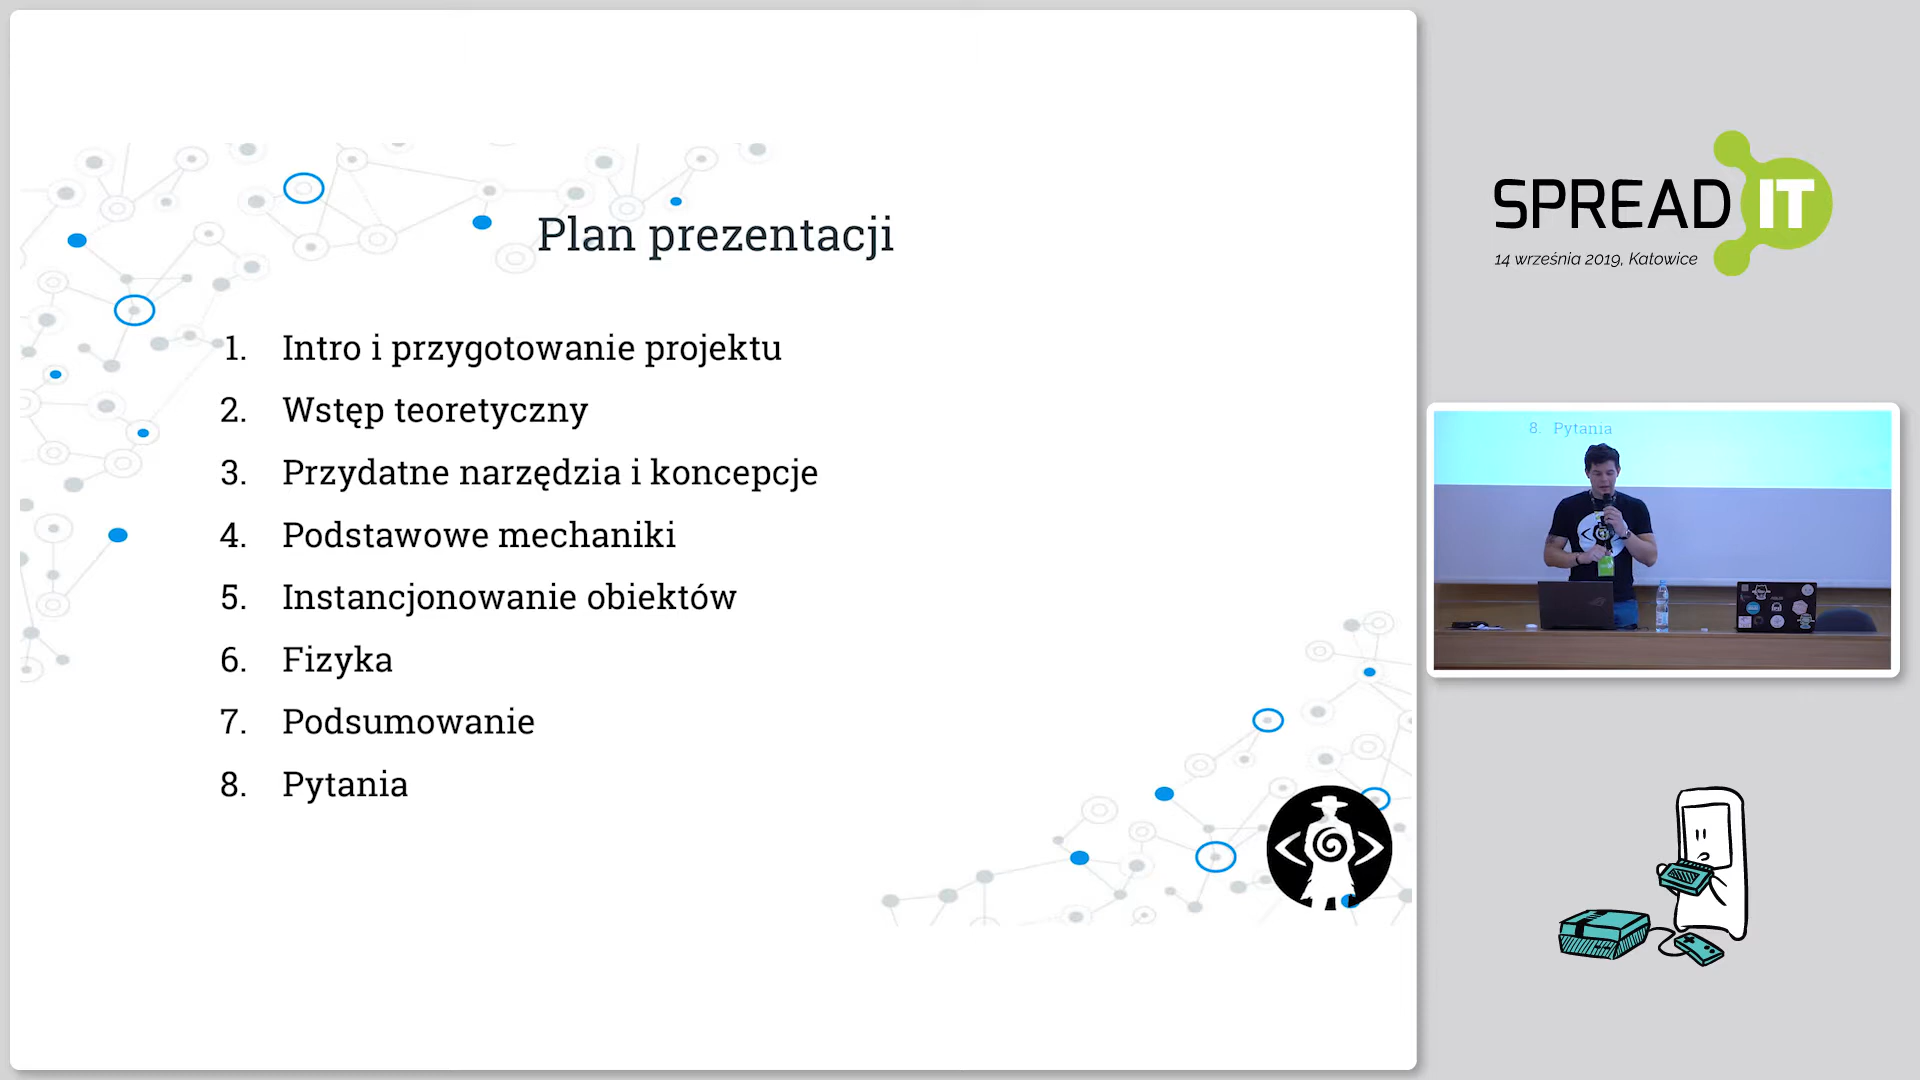 Plan prezentacji
1. Intro i przygotowanie projektu
2. Wstęp teoretyczny
3. Przydatne narzędzia i koncepcje
4. Podstawowe mechaniki
5. Instancjonowanie obiektów
6. Fizyka
7. Podsumowanie
8. Pytania
SPREAD IT
14 września 2019, Katowice
8. Pytania